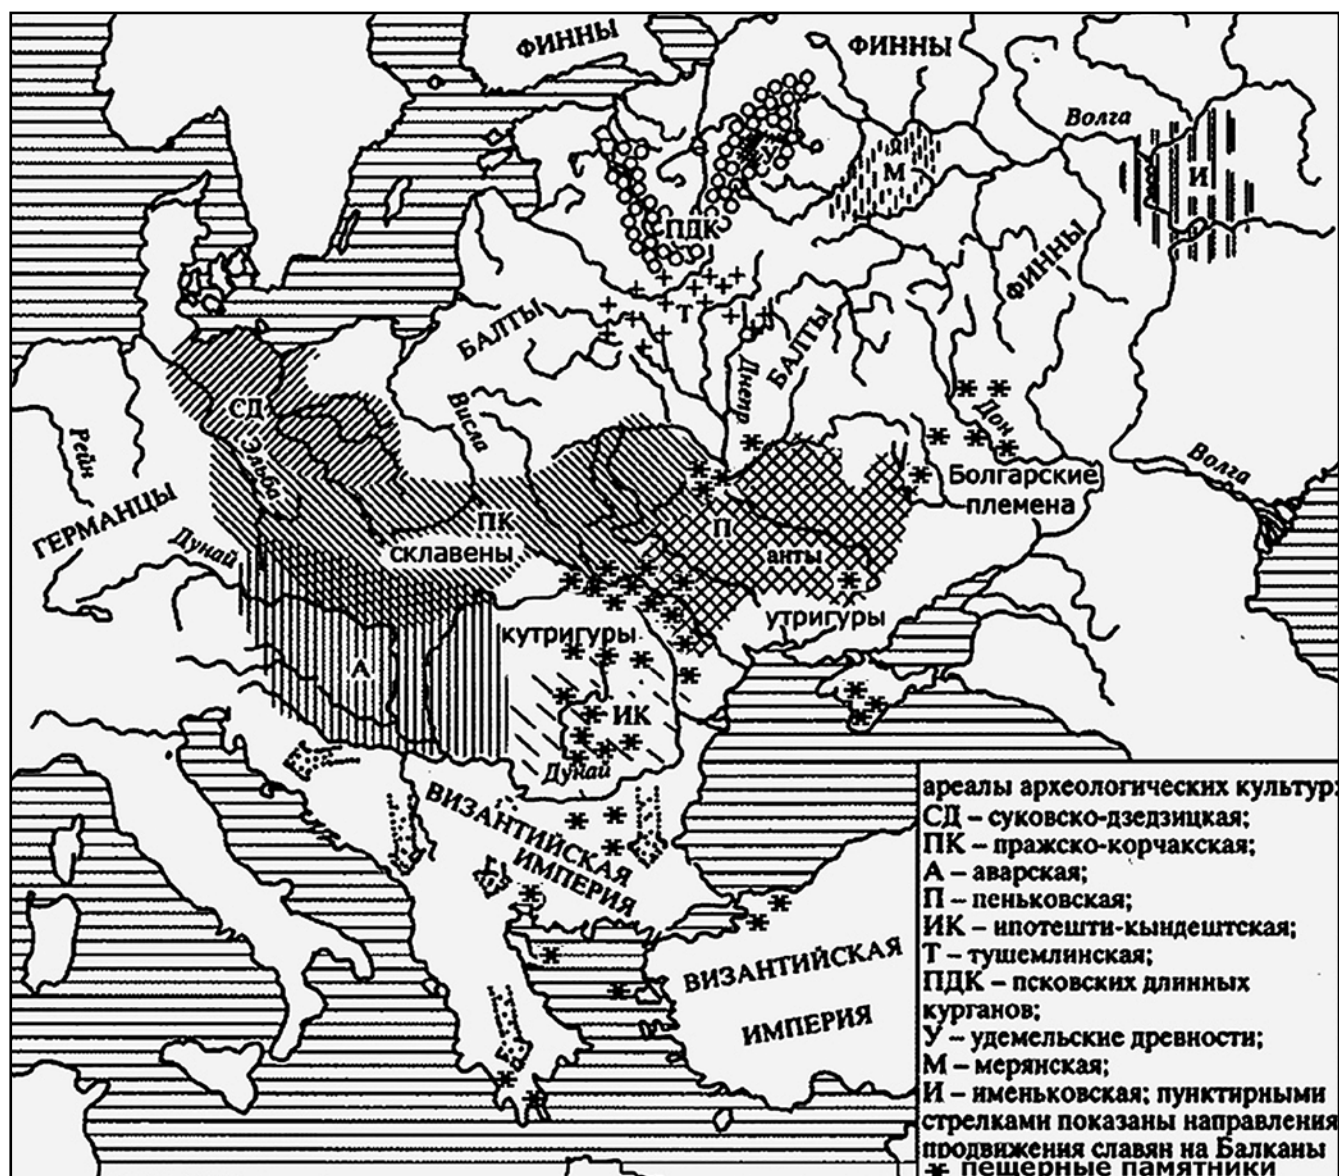 ФИННЫ
ФИННЫ
Волга
У
М
И
ПДК
ФИННЫ
Т
БАЛТЫ
БАЛТЫ
Днепр
Висла
СД
Эльба
Рейн
Дом
Волга
Болгарские
племена
ГЕРМАНЦЫ
Дунай
ПК
склавены
П
анты
утригуры
кутригуры
А
ИК
Дунай
ВИЗАНТИЙСКАЯ
ИМПЕРИЯ
ВИЗАНТИЙСКАЯ
ИМПЕРИЯ
ареалы археологических культур:
СД – суковско-дзедзицкая;
ПК – пражско-корчакская;
А – аварская;
П – пеньковская;
ИК – ипотешти-кындештская;
Т – тушемлинская;
ПДК – псковских длинных
курганов;
У – удемельские древности;
М – мерянская;
И – именьковская; пунктирными
стрелками показаны направления
продвижения славян на Балканы
* пещерные памятники